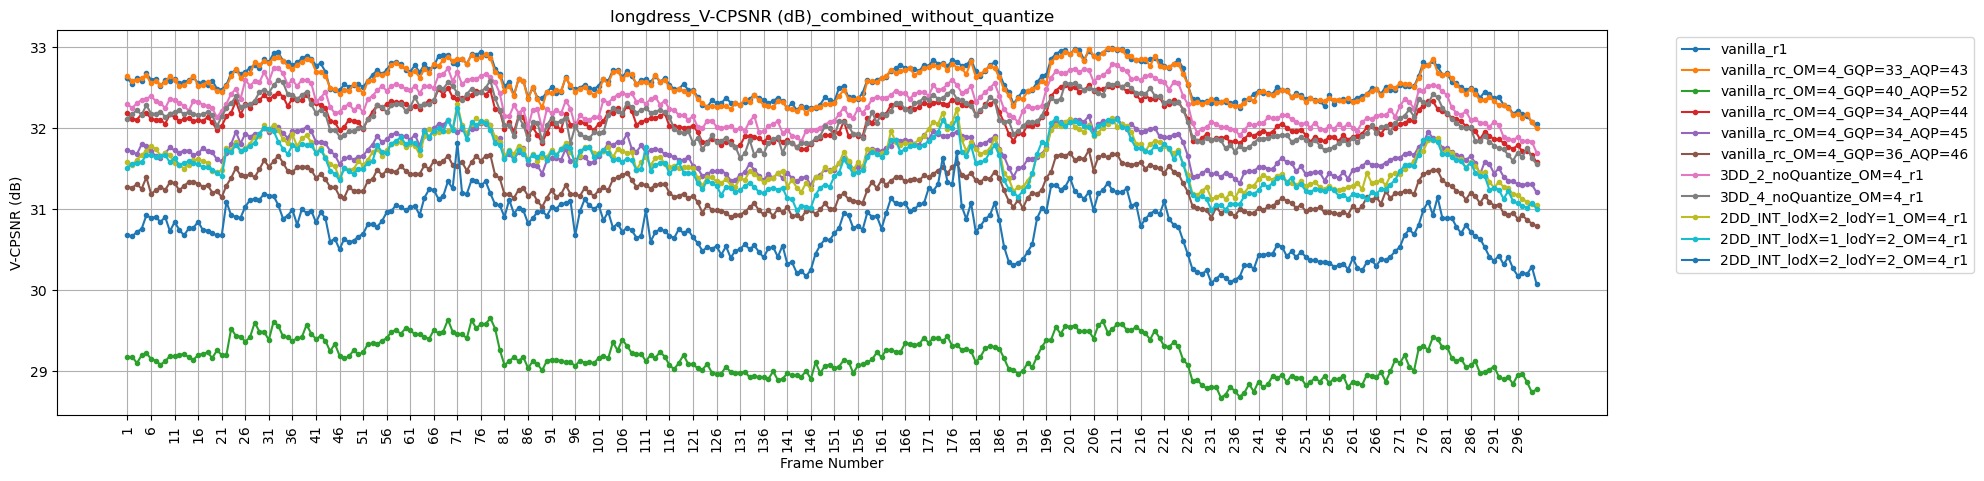 longdress_V-CPSNR (dB)_combined_without_quantize
V-CPSNR (dB)
33
32
31
30
29
1 6 11 16 21 26 31 36 41 46 51 56 61 66 71 76 81 86 91 96 101 106 111 116 121 126 131 136 141 146 151 156 161 166 171 176 181 186 191 196 201 206 211 216 221 226 231 236 241 246 251 256 261 266 271 276 281 286 291 296
Frame Number
vanilla_r1
vanilla_rc_OM=4_GQP=33_AQP=43
vanilla_rc_OM=4_GQP=40_AQP=52
vanilla_rc_OM=4_GQP=34_AQP=44
vanilla_rc_OM=4_GQP=34_AQP=45
vanilla_rc_OM=4_GQP=36_AQP=46
3DD_2_noQuantize_OM=4_r1
3DD_4_noQuantize_OM=4_r1
2DD_INT_lodX=2_lodY=1_OM=4_r1
2DD_INT_lodX=1_lodY=2_OM=4_r1
2DD_INT_lodX=2_lodY=2_OM=4_r1